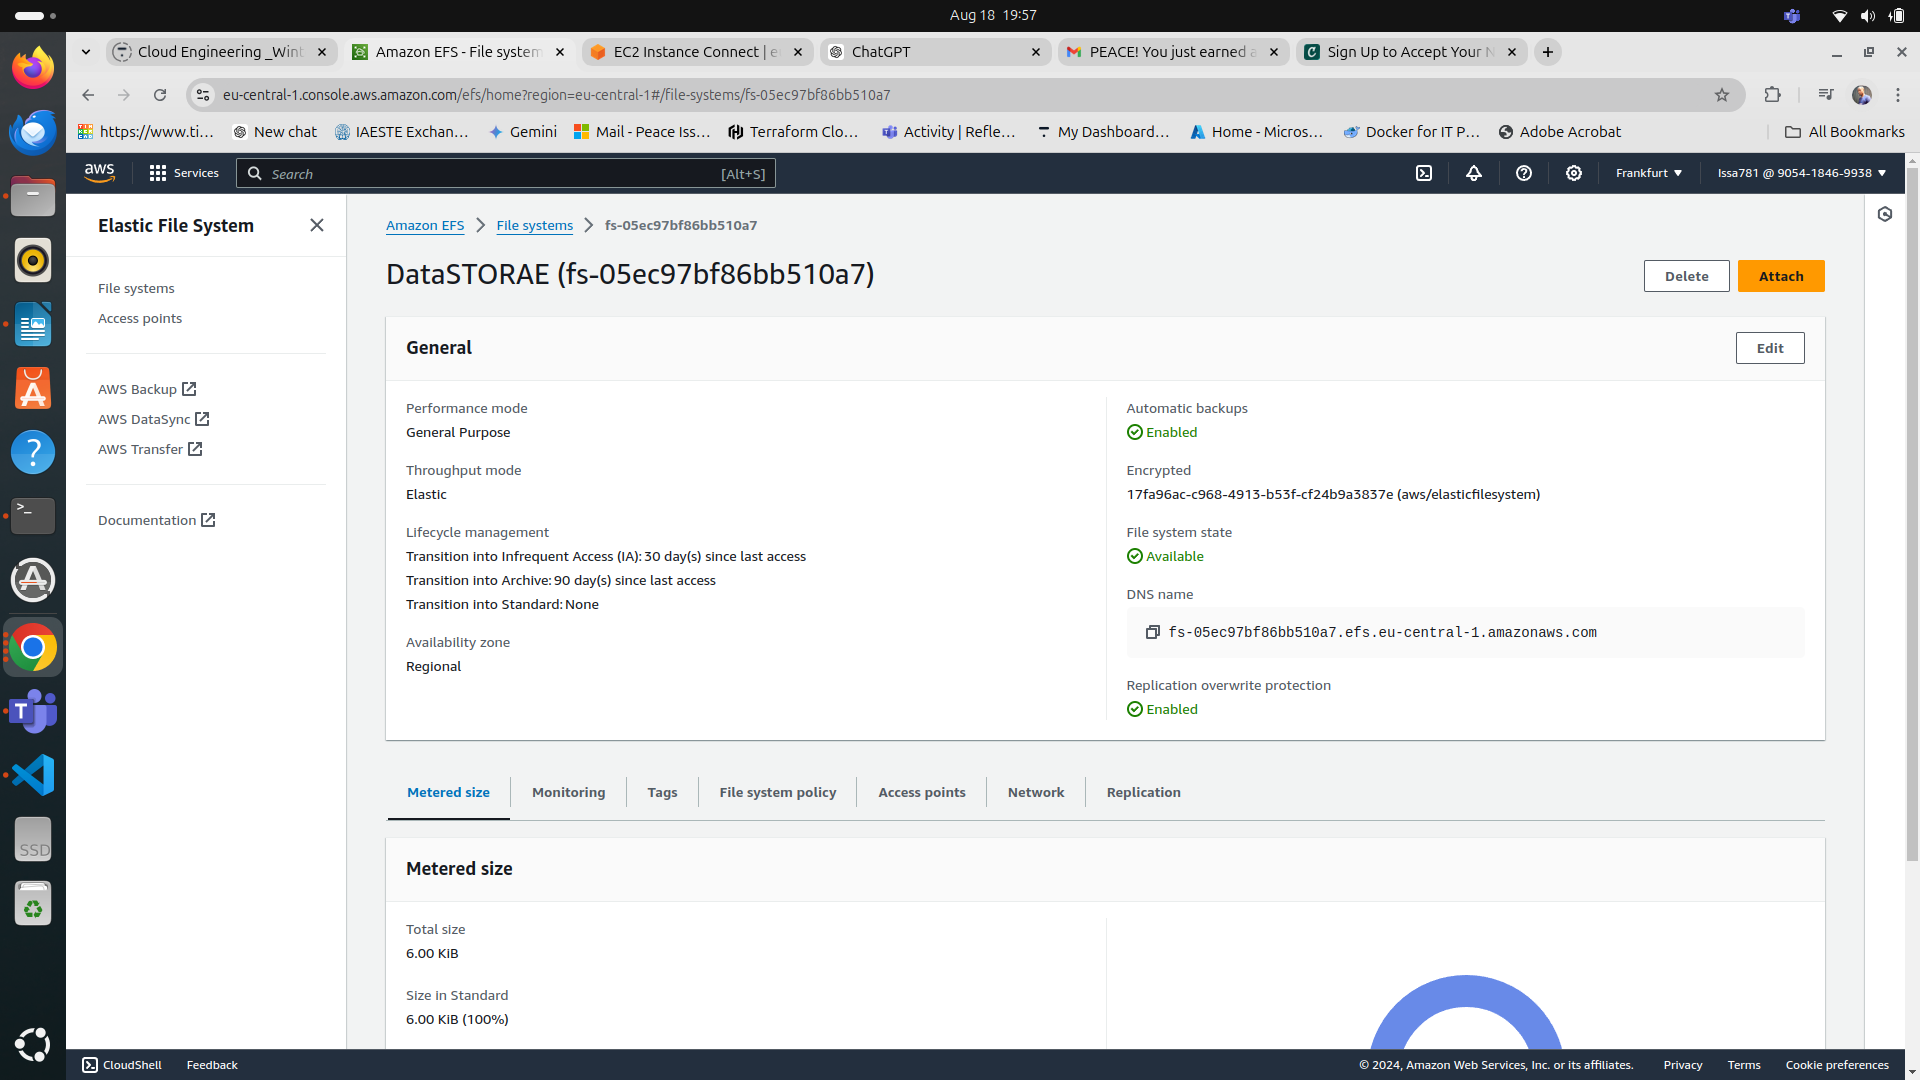 Aug 18 19:57
Cloud Engineering _Wint
Amazon EFS - File system
EC2 Instance Connect | e
ChatGPT
PEACE! You just earned a
Sign Up to Accept Your N
eu-central-1.console.aws.amazon.com/efs/home?region=eu-central-1#/file-systems/fs-05ec97bf86bb510a7
https://www.ti...
New chat
IAESTE Exchan...
Gemini
Mail - Peace Iss...
Terraform Clo...
Activity | Refle...
My Dashboard...
Home - Micros...
Docker for IT P...
Adobe Acrobat
All Bookmarks
aws
Services
Search
[Alt+S]
Frankfurt
Issa781 @ 9054-1846-9938
Elastic File System
File systems
Access points
AWS Backup
AWS DataSync
AWS Transfer
Documentation
Amazon EFS
File systems
fs-05ec97bf86bb510a7
DataSTORAE (fs-05ec97bf86bb510a7)
Delete
Attach
General
Edit
Performance mode
General Purpose
Throughput mode
Elastic
Lifecycle management
Transition into Infrequent Access (IA): 30 day(s) since last access
Transition into Archive: 90 day(s) since last access
Transition into Standard: None
Availability zone
Regional
Automatic backups
Enabled
Encrypted
17fa96ac-c968-4913-b53f-cf24b9a3837e (aws/elasticfilesystem)
File system state
Available
DNS name
fs-05ec97bf86bb510a7.efs.eu-central-1.amazonaws.com
Replication overwrite protection
Enabled
Metered size
Monitoring
Tags
File system policy
Access points
Network
Replication
Metered size
Total size
6.00 KiB
Size in Standard
6.00 KiB (100%)
SSD
CloudShell
Feedback
© 2024, Amazon Web Services, Inc. or its affiliates.
Privacy
Terms
Cookie preferences